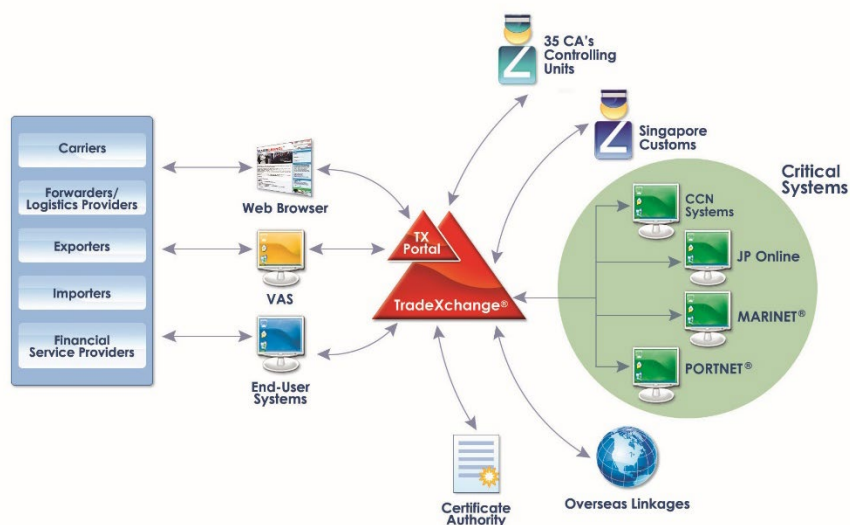 Carriers
Forwarders/
Logistics Providers
Exporters
Importers
Financial
Service Providers
Web Browser
VAS
End-User
Systems
TX
Portal
TradeXchange®
35 CA's
Controlling
Units
Singapore
Customs
Critical
Systems
CCN
Systems
JP Online
MARINET®
PORTNET®
Certificate
Authority
Overseas Linkages